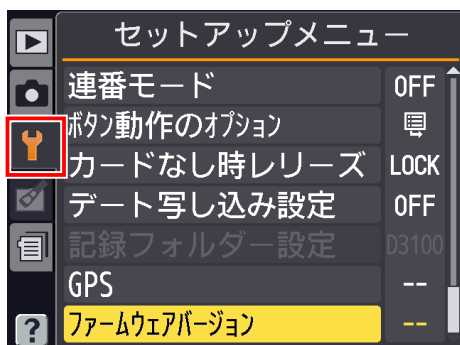 セットアップメニュー
連番モード OFF
ボタン動作のオプション
カードなし時レリーズ LOCK
デート写し込み設定 OFF
記録フォルダー設定 D3100
GPS --
ファームウェアバージョン --
?